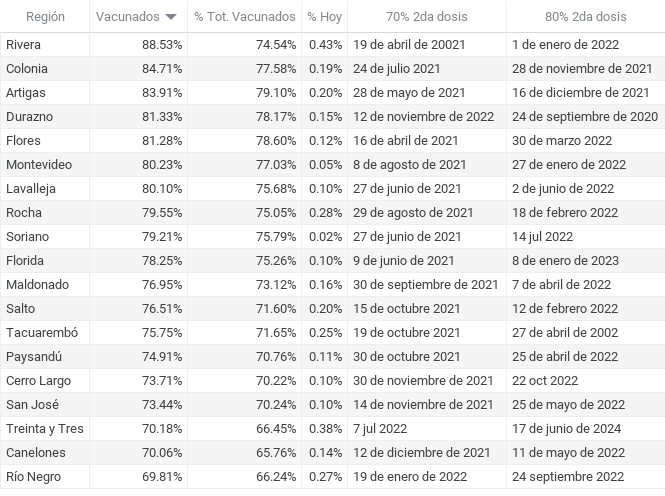 Región Vacunados % Tot. Vacunados % Hoy 70% 2da dosis 80% 2da dosis
Rivera 88.53% 74.54% 0.43% 19 de abril de 20021 1 de enero de 2022
Colonia 84.71% 77.58% 0.19% 24 de julio 2021 28 de noviembre de 2021
Artigas 83.91% 79.10% 0.20% 28 de mayo de 2021 16 de diciembre de 2021
Durazno 81.33% 78.17% 0.15% 12 de noviembre de 2022 24 de septiembre de 2020
Flores 81.28% 78.60% 0.12% 16 de abril de 2021 30 de marzo 2022
Montevideo 80.23% 77.03% 0.05% 8 de agosto de 2021 27 de enero de 2022
Lavalleja 80.10% 75.68% 0.10% 27 de junio de 2021 2 de junio de 2022
Rocha 79.55% 75.05% 0.28% 29 de agosto de 2021 18 de febrero 2022
Soriano 79.21% 75.79% 0.02% 27 de junio de 2021 14 jul 2022
Florida 78.25% 75.26% 0.10% 9 de junio de 2021 8 de enero de 2023
Maldonado 76.95% 73.12% 0.16% 30 de septiembre de 2021 7 de abril de 2022
Salto 76.51% 71.60% 0.20% 15 de octubre 2021 12 de febrero 2022
Tacuarembó 75.75% 71.65% 0.25% 19 de octubre 2021 27 de abril de 2002
Paysandú 74.91% 70.76% 0.11% 30 de octubre 2021 25 de abril de 2022
Cerro Largo 73.71% 70.22% 0.10% 30 de noviembre de 2021 22 oct 2022
San José 73.44% 70.24% 0.10% 14 de noviembre de 2021 25 de mayo de 2022
Treinta y Tres 70.18% 66.45% 0.38% 7 jul 2022 17 de junio de 2024
Canelones 70.06% 65.76% 0.14% 12 de diciembre de 2021 11 de mayo de 2022
Río Negro 69.81% 66.24% 0.27% 19 de enero de 2022 24 septiembre 2022